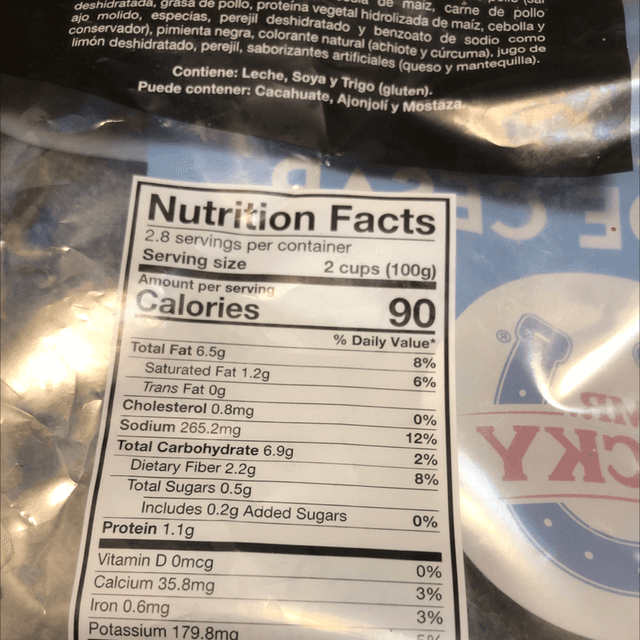 de maíz, carne de pollo
deshidratada, grasa de pollo, proteína vegetal hidrolizada de maíz, cebolla y
ajo molido, especias, perejil deshidratado y benzoato de sodio como
conservador), pimienta negra, colorante natural (achiote y cúrcuma), jugo de
limón deshidratado, perejil, saborizantes artificiales (queso y mantequilla).
Contiene: Leche, Soya y Trigo (gluten).
Puede contener: Cacahuate, Ajonjolí y Mostaza.
Nutrition Facts
2.8 servings per container
Serving size 2 cups (100g)
Amount per serving
Calories 90
% Daily Value*
Total Fat 6.5g 8%
Saturated Fat 1.2g 6%
Trans Fat 0g
Cholesterol 0.8mg 0%
Sodium 265.2mg 12%
Total Carbohydrate 6.9g 2%
Dietary Fiber 2.2g 8%
Total Sugars 0.5g
Includes 0.2g Added Sugars 0%
Protein 1.1g
Vitamin D 0mcg 0%
Calcium 35.8mg 3%
Iron 0.6mg 3%
Potassium 179.8mg
MR.
CKY